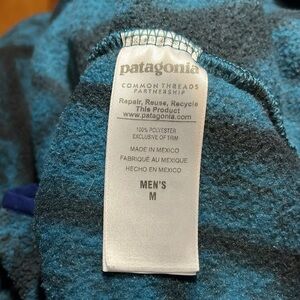 patagonia
COMMON THREADS
PARTNERSHIP
Repair, Reuse, Recycle
This Product
www.patagonia.com
100% POLYESTER
EXCLUSIVE OF TRIM
MADE IN MEXICO
FABRIQUÉ AU MEXIQUE
HECHO EN MEXICO
MEN'S
M